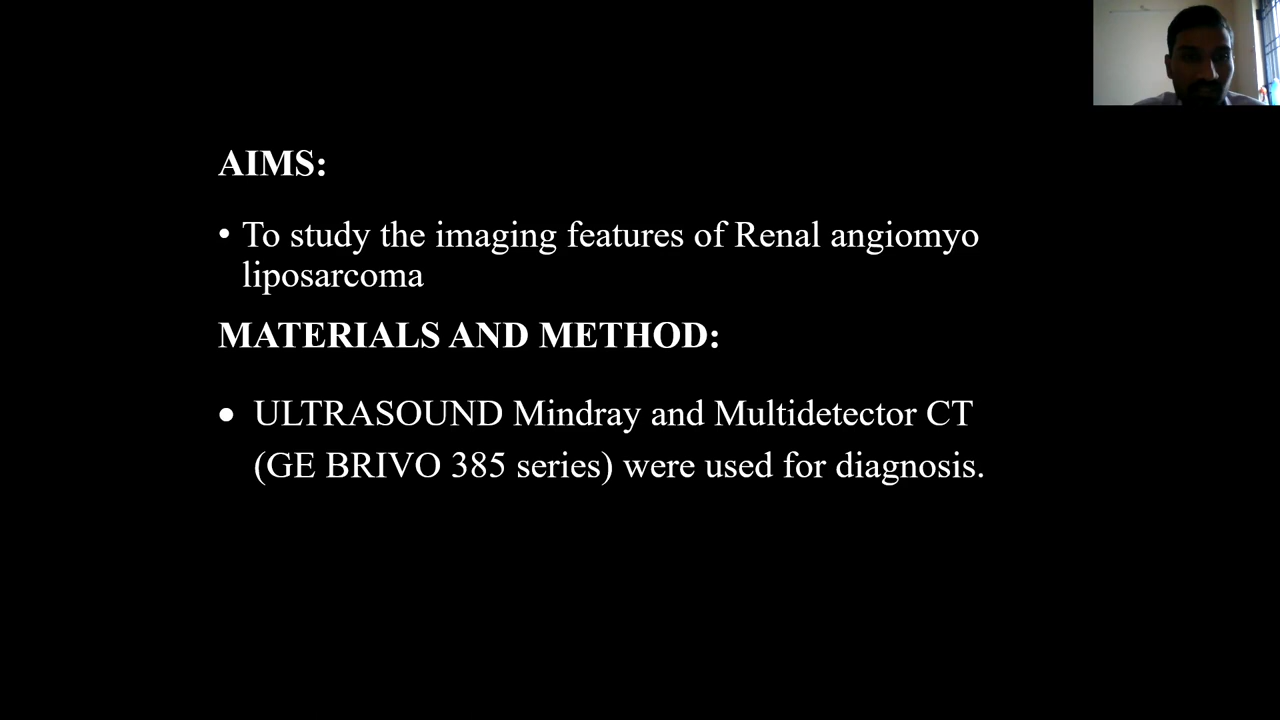 AIMS:
• To study the imaging features of Renal angiomyo
liposarcoma
MATERIALS AND METHOD:
• ULTRASOUND Mindray and Multidetector CT
(GE BRIVO 385 series) were used for diagnosis.